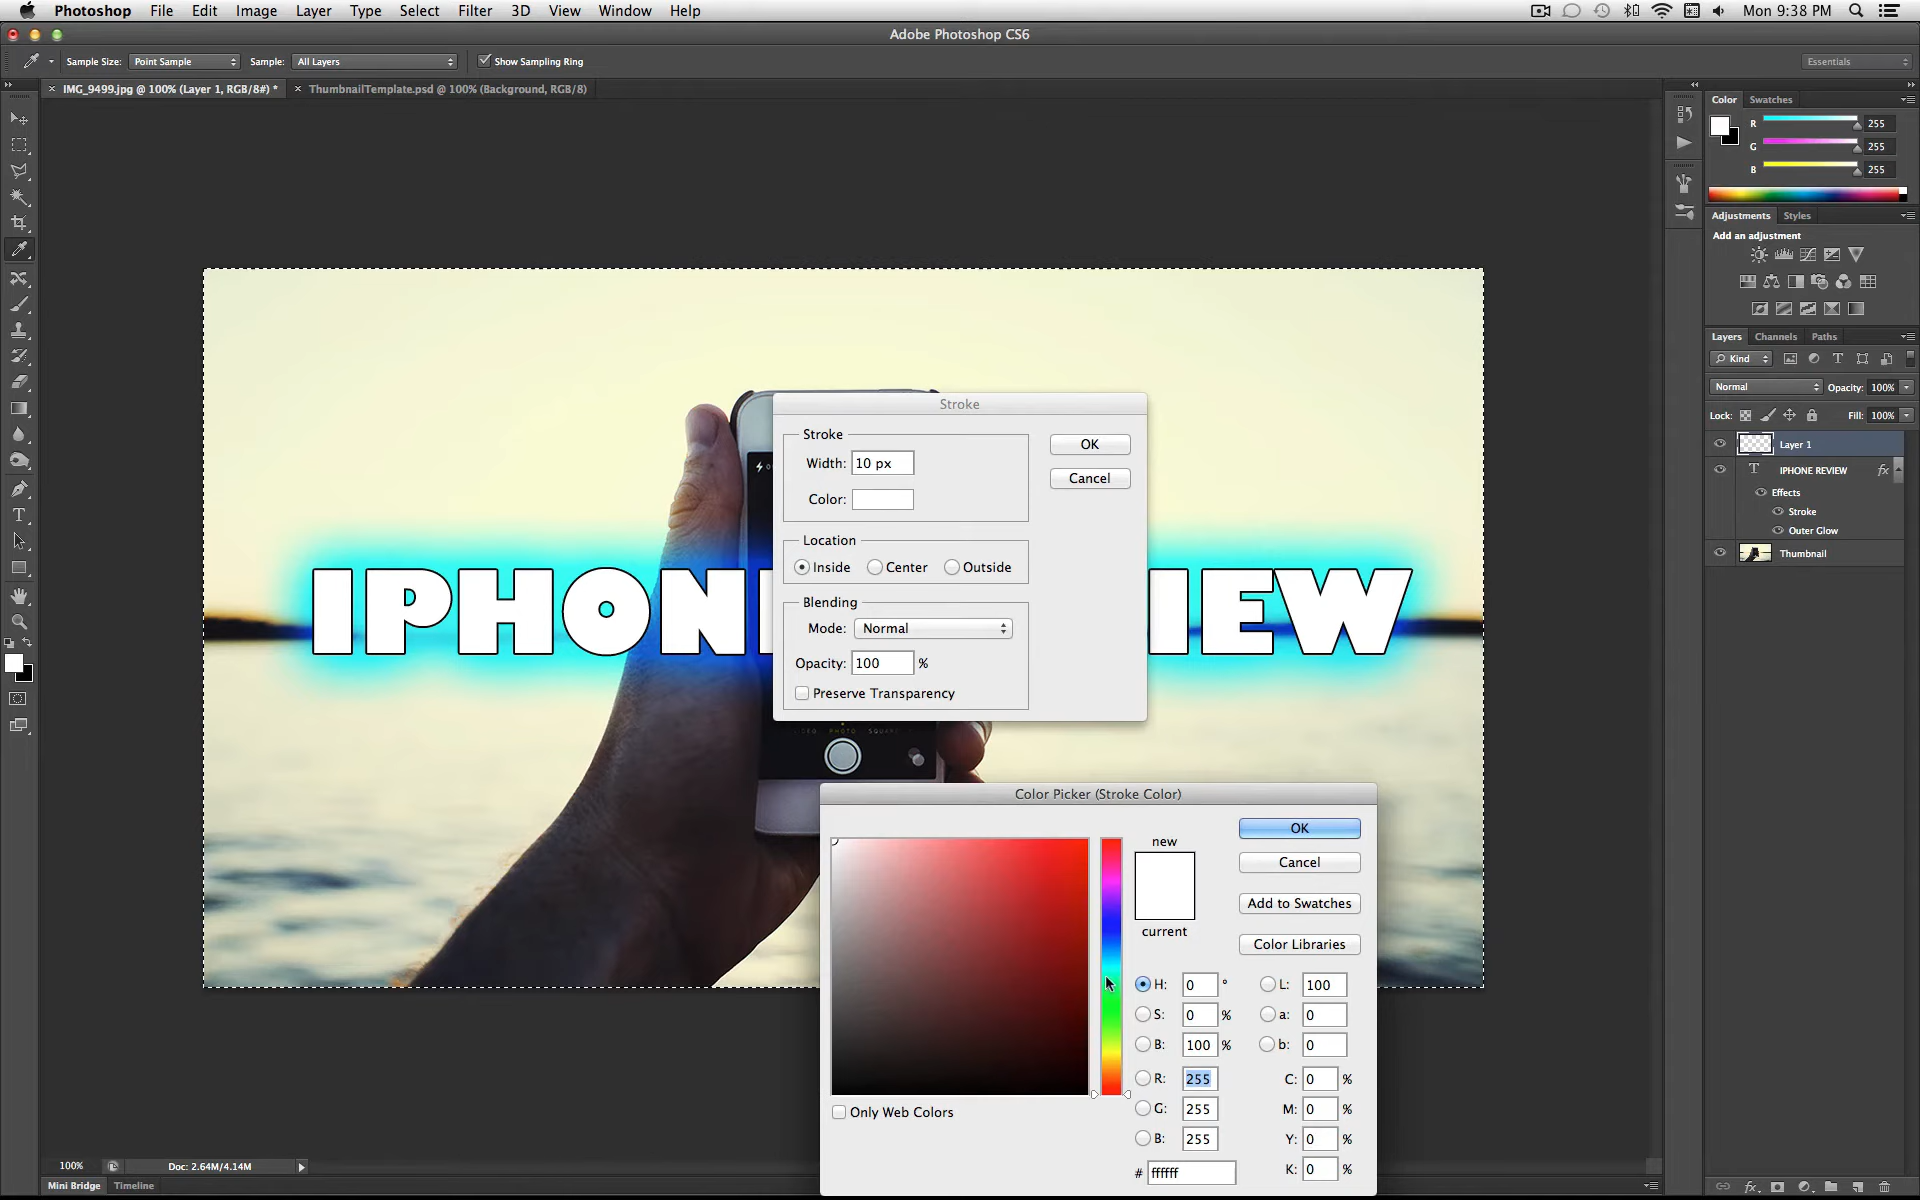 Photoshop File Edit Image Layer Type Select Filter 3D View Window Help Mon 9:38 PM
Adobe Photoshop CS6
Sample Size: Point Sample Sample: All Layers Show Sampling Ring Essentials
IMG_9499.jpg @ 100% (Layer 1, RGB/8#) * ThumbnailTemplate.psd @ 100% (Background, RGB/8)
Color Swatches
R 255
G 255
B 255
Adjustments Styles
Add an adjustment
Layers Channels Paths
Kind
Normal Opacity: 100%
Lock: Fill: 100%
Layer 1
T IPHONE REVIEW fx
Effects
Stroke
Outer Glow
Thumbnail
Stroke
Stroke
Width: 10 px
Color:
OK
Cancel
Location
Inside Center Outside
Blending
Mode: Normal
Opacity: 100 %
Preserve Transparency
IPHON IEW
PHOTO SQUARE
Color Picker (Stroke Color)
new
current
OK
Cancel
Add to Swatches
Color Libraries
H: 0 ° L: 100
S: 0 % a: 0
B: 100 % b: 0
R: 255 C: 0 %
G: 255 M: 0 %
B: 255 Y: 0 %
# ffffff K: 0 %
Only Web Colors
100% Doc: 2.64M/4.14M
Mini Bridge Timeline